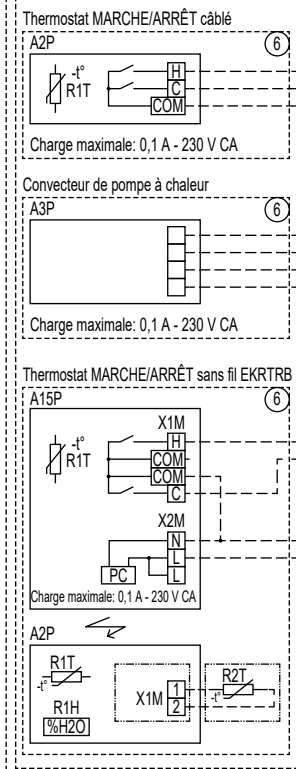 Thermostat MARCHE/ARRÊT câblé
A2P
6
-t°
R1T
H
C
COM
Charge maximale: 0,1 A - 230 V CA
Convecteur de pompe à chaleur
A3P
6
Charge maximale: 0,1 A - 230 V CA
Thermostat MARCHE/ARRÊT sans fil EKRTRB
A15P
6
X1M
-t°
R1T
H
COM
COM
C
X2M
N
L
PC
L
Charge maximale: 0,1 A - 230 V CA
A2P
R1T
-t°
R1H
%H2O
X1M
1
2
R2T
-t°